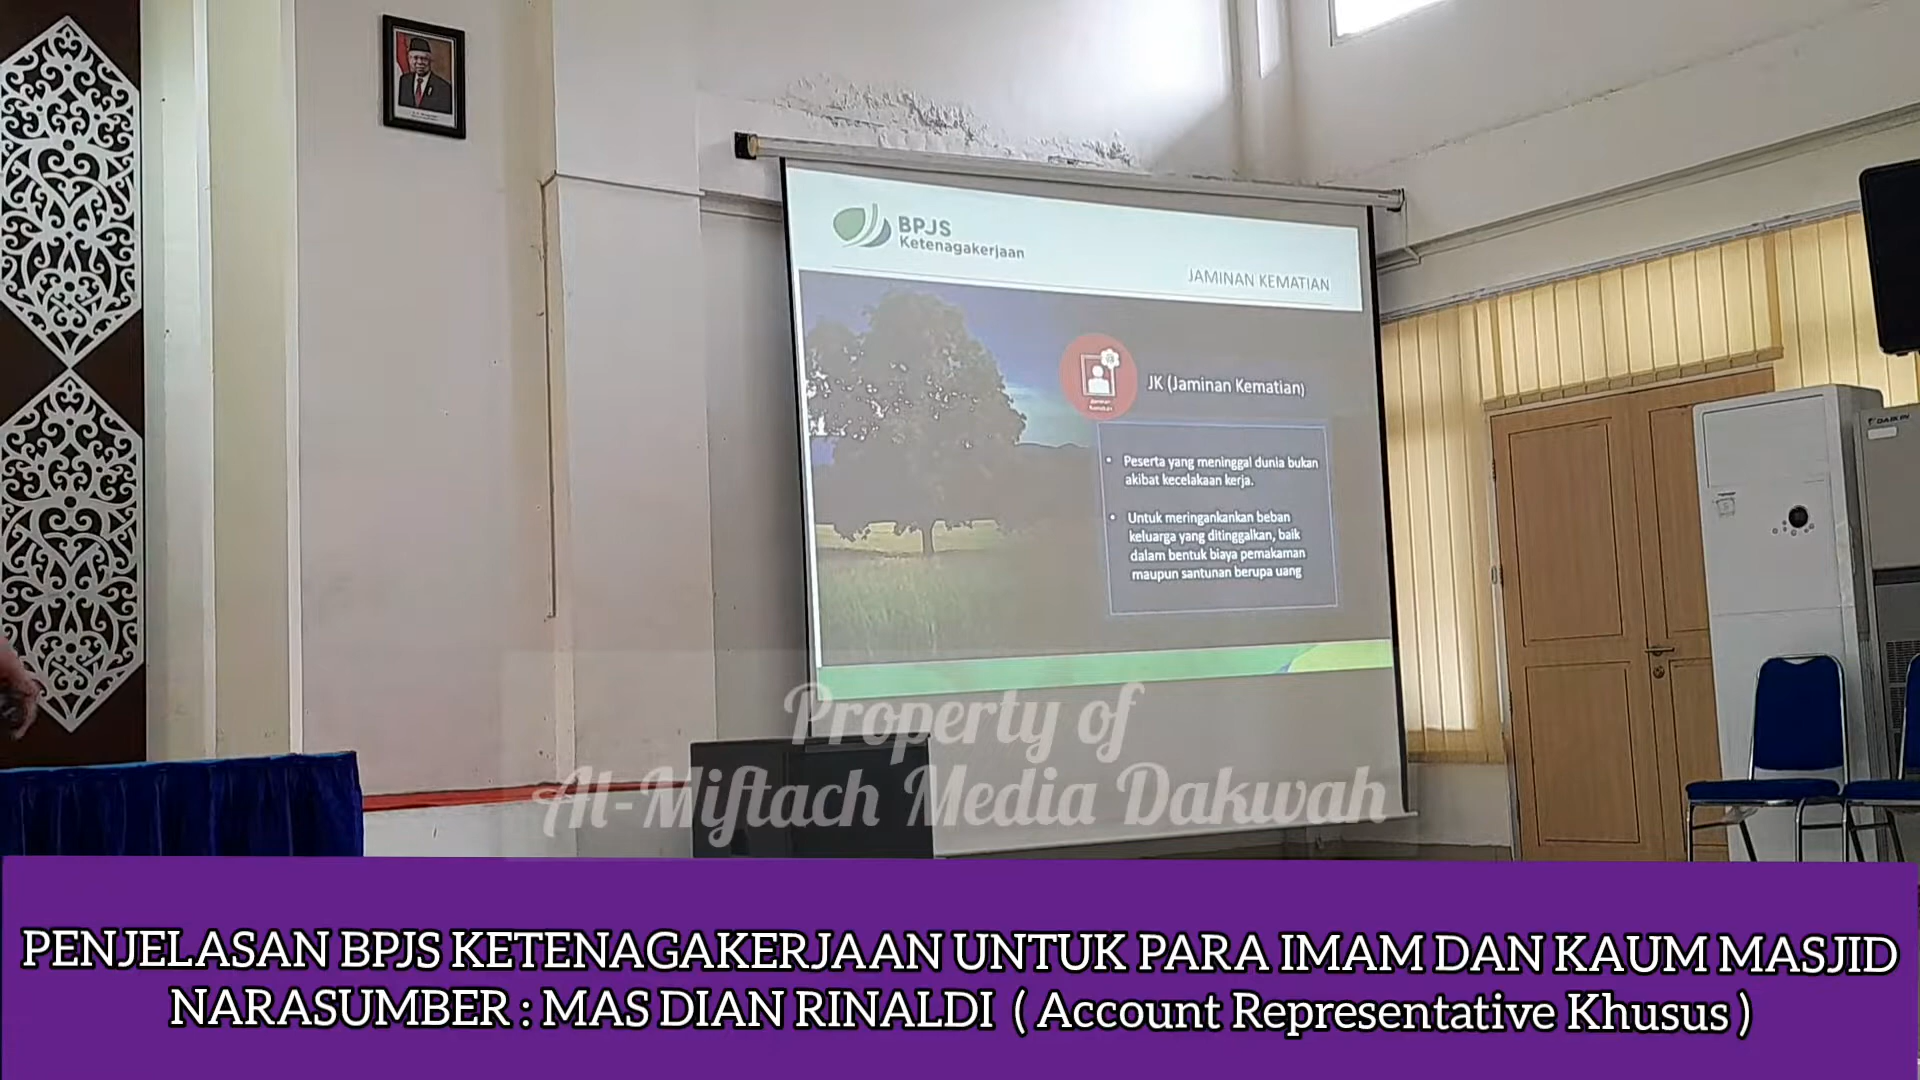 BPJS
Ketenagakerjaan
JAMINAN KEMATIAN
JK (Jaminan Kematian)
• Peserta yang meninggal dunia bukan
akibat kecelakaan kerja.
• Untuk meringankankan beban
keluarga yang ditinggalkan, baik
dalam bentuk biaya pemakaman
maupun santunan berupa uang
DAIKIN
Property of
Al-Miftach Media Dakwah
PENJELASAN BPJS KETENAGAKERJAAN UNTUK PARA IMAM DAN KAUM MASJID
NARASUMBER : MAS DIAN RINALDI ( Account Representative Khusus )